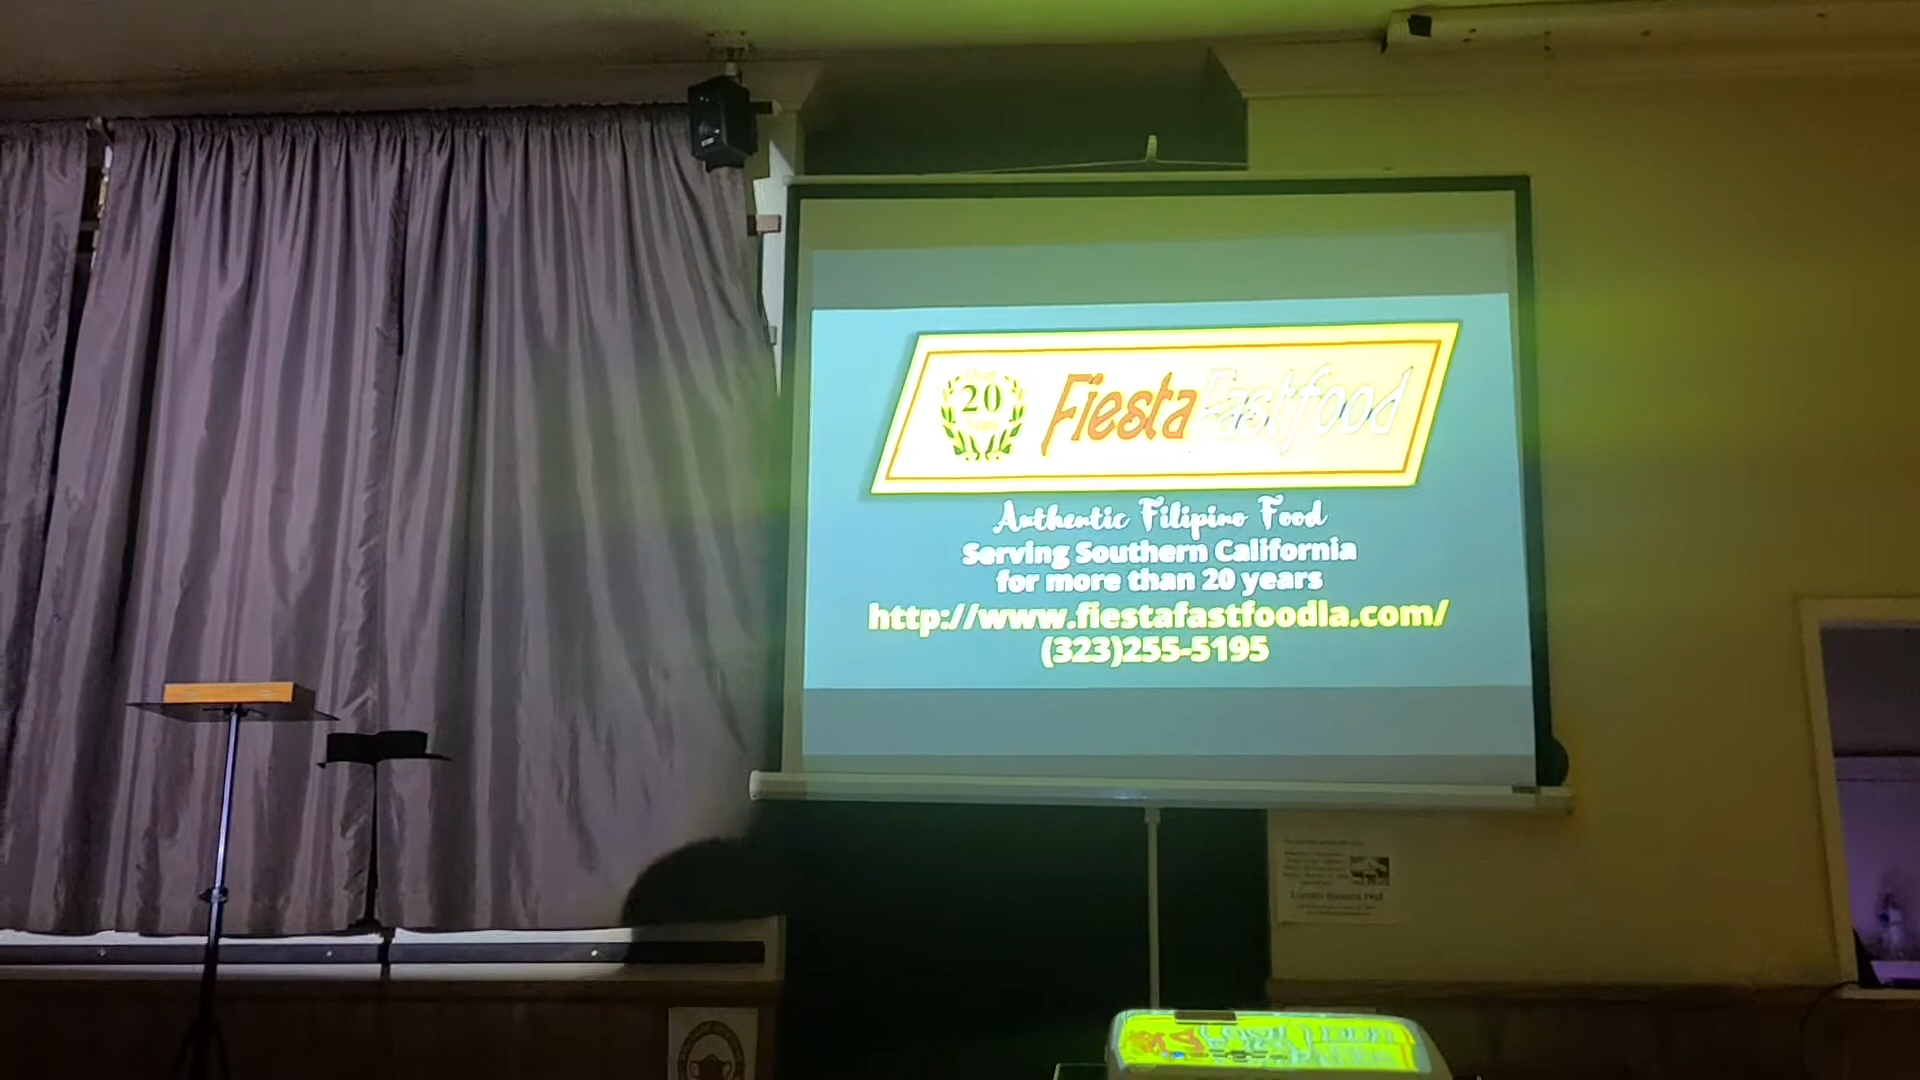 20
Years
Fiesta Fastfood
Authentic Filipino Food
Serving Southern California
for more than 20 years
http://www.fiestafastfoodla.com/
(323)255-5195